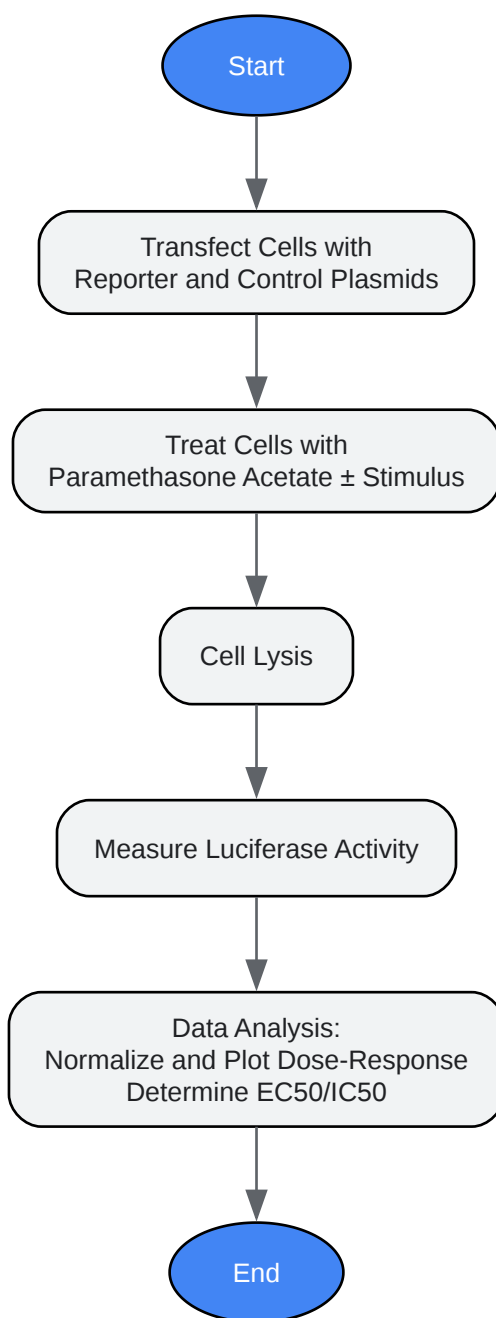 Start
Transfect Cells with
Reporter and Control Plasmids
Treat Cells with
Paramethasone Acetate ± Stimulus
Cell Lysis
Measure Luciferase Activity
Data Analysis:
Normalize and Plot Dose-Response
Determine EC50/IC50
End